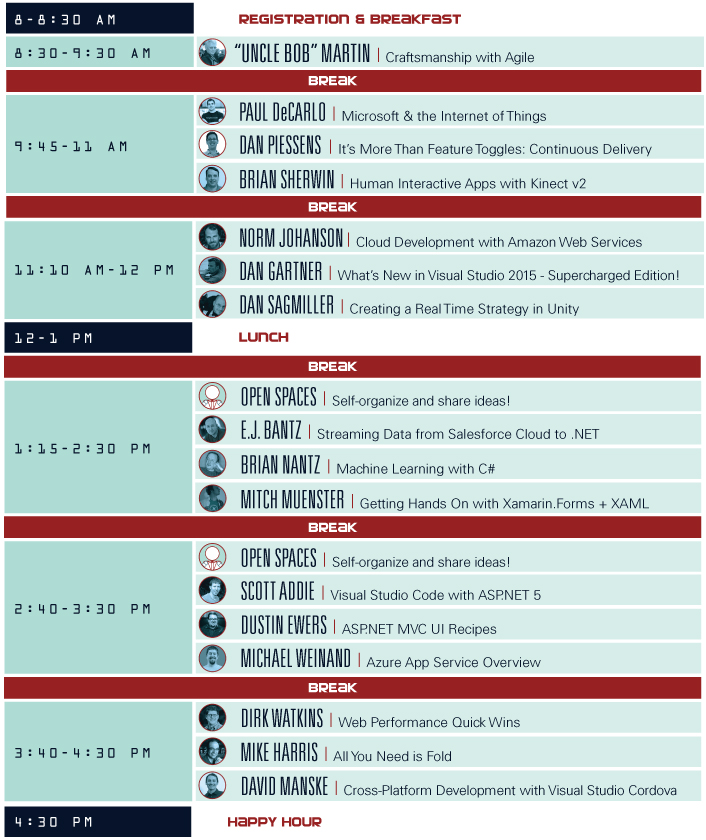 8-8:30 AM REGISTRATION & BREAKFAST
8:30-9:30 AM “UNCLE BOB” MARTIN | Craftsmanship with Agile
BREAK
9:45-11 AM
PAUL DeCARLO | Microsoft & the Internet of Things
DAN PIESSENS | It’s More Than Feature Toggles: Continuous Delivery
BRIAN SHERWIN | Human Interactive Apps with Kinect v2
BREAK
11:10 AM-12 PM
NORM JOHANSON | Cloud Development with Amazon Web Services
DAN GARTNER | What’s New in Visual Studio 2015 - Supercharged Edition!
DAN SAGMILLER | Creating a Real Time Strategy in Unity
12-1 PM LUNCH
BREAK
1:15-2:30 PM
OPEN SPACES | Self-organize and share ideas!
E.J. BANTZ | Streaming Data from Salesforce Cloud to .NET
BRIAN NANTZ | Machine Learning with C#
MITCH MUENSTER | Getting Hands On with Xamarin.Forms + XAML
BREAK
2:40-3:30 PM
OPEN SPACES | Self-organize and share ideas!
SCOTT ADDIE | Visual Studio Code with ASP.NET 5
DUSTIN EWERS | ASP.NET MVC UI Recipes
MICHAEL WEINAND | Azure App Service Overview
BREAK
3:40-4:30 PM
DIRK WATKINS | Web Performance Quick Wins
MIKE HARRIS | All You Need is Fold
DAVID MANSKE | Cross-Platform Development with Visual Studio Cordova
4:30 PM HAPPY HOUR